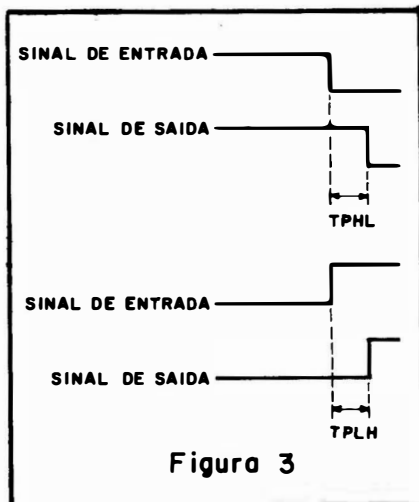 SINAL DE ENTRADA
SINAL DE SAIDA
TPHL
SINAL DE ENTRADA
SINAL DE SAIDA
TPLH
Figura 3